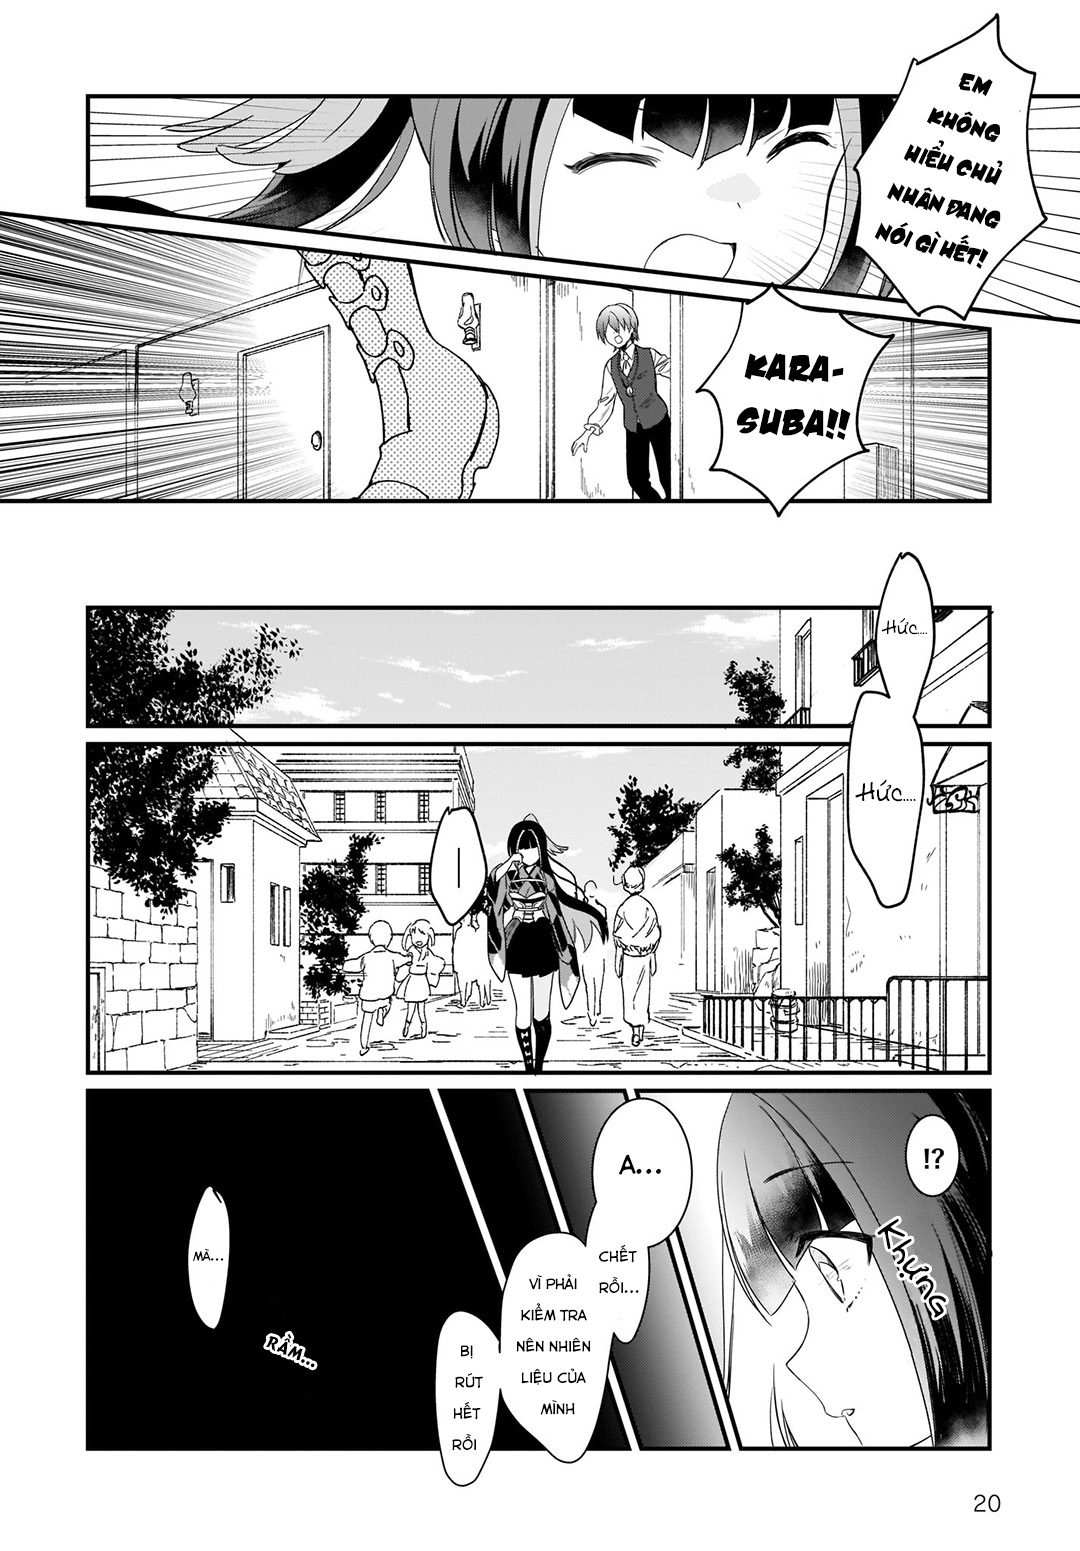 EM
KHÔNG
HIỂU CHỦ
NHÂN ĐANG
NÓI GÌ HẾT!
KARA-
SUBA!!
Hức....
Hức....
!?
Khựng
A...
CHẾT
RỒI...
VÌ PHẢI
KIỂM TRA
NÊN NHIÊN
LIỆU CỦA
MÌNH
BỊ
RÚT
HẾT
RỒI
MÀ...
RẦM...
20